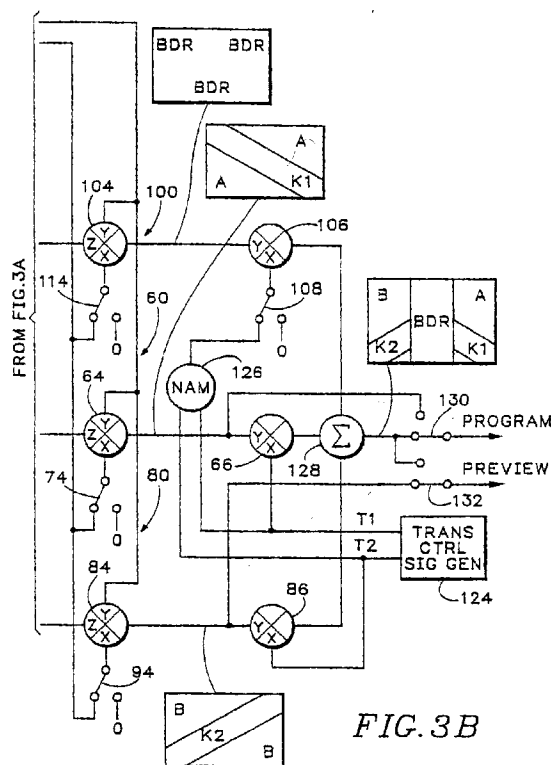 BDR BDR
BDR
A
A K1
104
Y
Z
X
100
106
Y
X
114
0
108
0
60
B A
BDR
K2 K1
FROM FIG.3A
126
NAM
64
Y
Z
X
130
PROGRAM
Y
X
66
Σ
128
PREVIEW
132
74
0
80
T1
T2
TRANS
CTRL
SIG GEN
124
84
Y
Z
X
86
Y
X
94
0
B
K2
B
FIG.3B